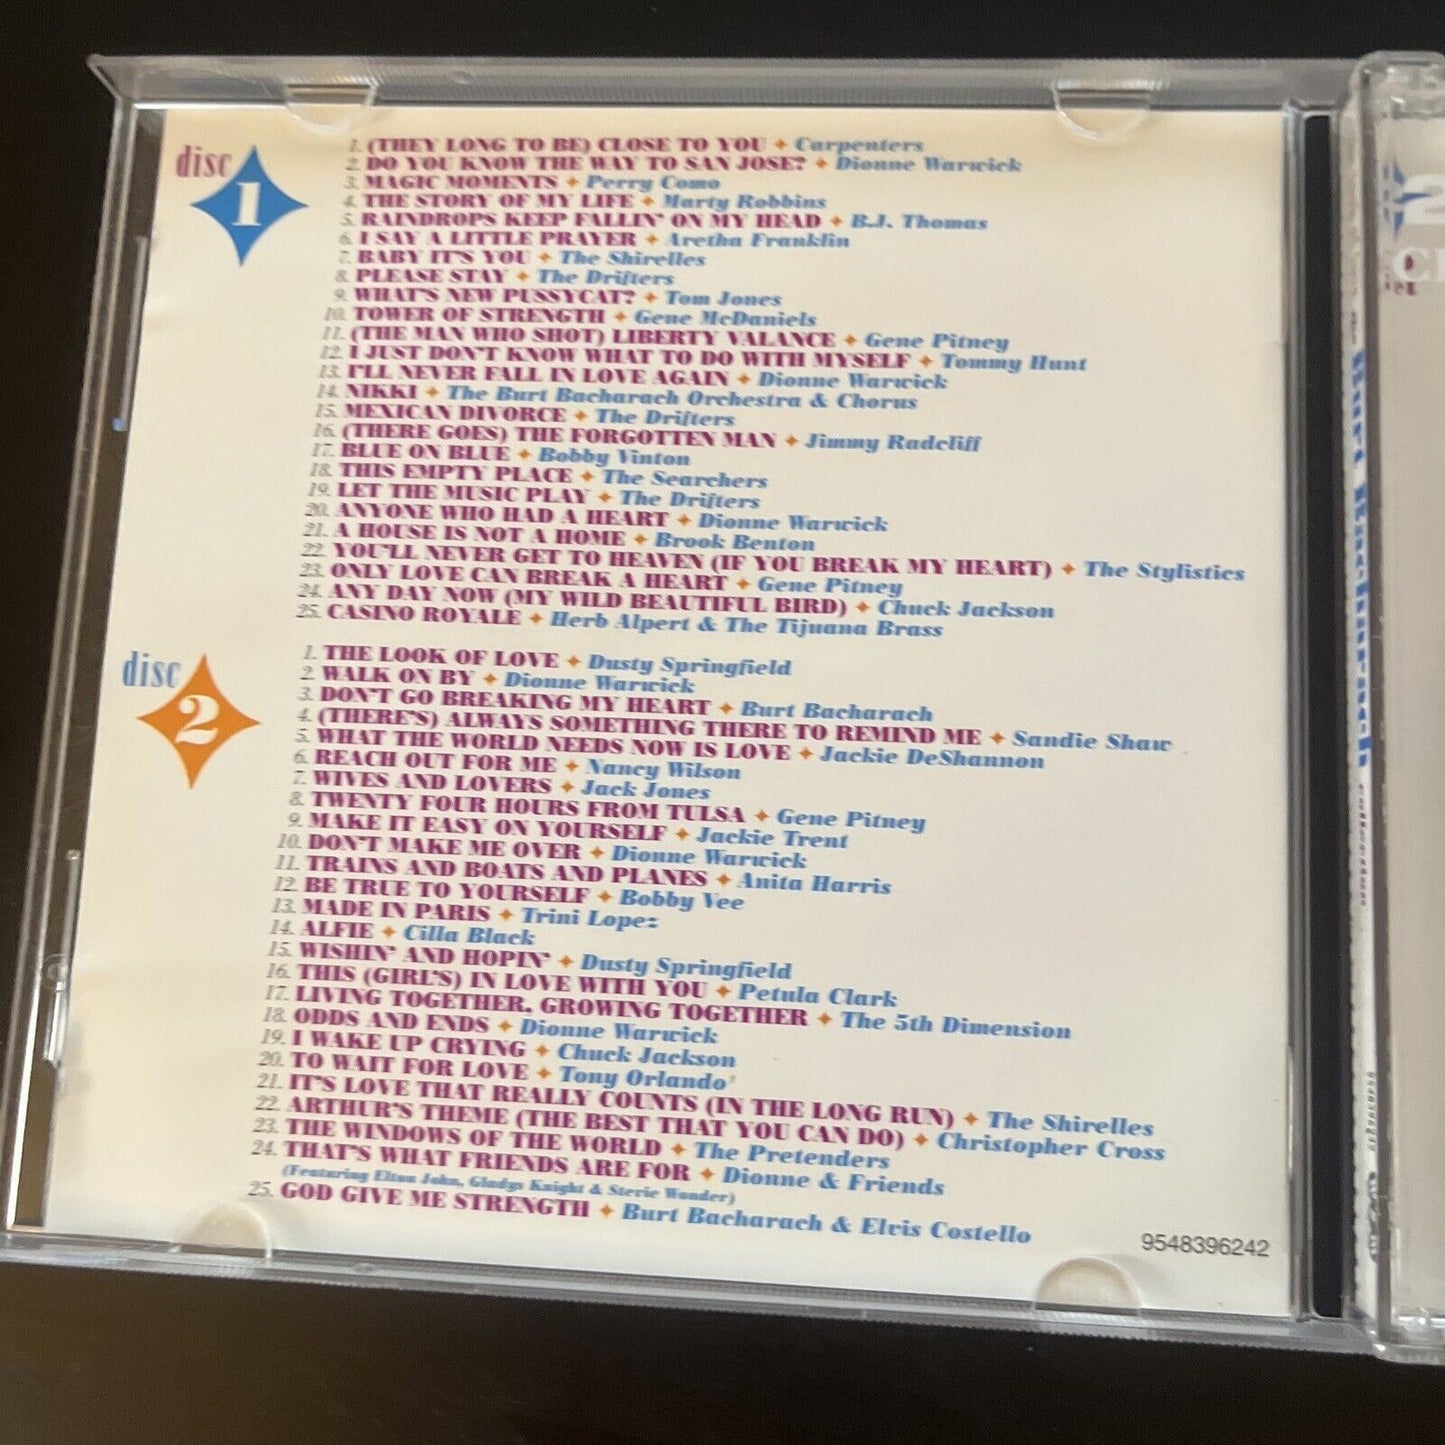 disc 1
1. (THEY LONG TO BE) CLOSE TO YOU ✦ Carpenters
2. DO YOU KNOW THE WAY TO SAN JOSE? ✦ Dionne Warwick
3. MAGIC MOMENTS ✦ Perry Como
4. THE STORY OF MY LIFE ✦ Marty Robbins
5. RAINDROPS KEEP FALLIN' ON MY HEAD ✦ B.J. Thomas
6. I SAY A LITTLE PRAYER ✦ Aretha Franklin
7. BABY IT'S YOU ✦ The Shirelles
8. PLEASE STAY ✦ The Drifters
9. WHAT'S NEW PUSSYCAT? ✦ Tom Jones
10. TOWER OF STRENGTH ✦ Gene McDaniels
11. (THE MAN WHO SHOT) LIBERTY VALANCE ✦ Gene Pitney
12. I JUST DON'T KNOW WHAT TO DO WITH MYSELF ✦ Tommy Hunt
13. I'LL NEVER FALL IN LOVE AGAIN ✦ Dionne Warwick
14. NIKKI ✦ The Burt Bacharach Orchestra & Chorus
15. MEXICAN DIVORCE ✦ The Drifters
16. (THERE GOES) THE FORGOTTEN MAN ✦ Jimmy Radcliff
17. BLUE ON BLUE ✦ Bobby Vinton
18. THIS EMPTY PLACE ✦ The Searchers
19. LET THE MUSIC PLAY ✦ The Drifters
20. ANYONE WHO HAD A HEART ✦ Dionne Warwick
21. A HOUSE IS NOT A HOME ✦ Brook Benton
22. YOU'LL NEVER GET TO HEAVEN (IF YOU BREAK MY HEART) ✦ The Stylistics
23. ONLY LOVE CAN BREAK A HEART ✦ Gene Pitney
24. ANY DAY NOW (MY WILD BEAUTIFUL BIRD) ✦ Chuck Jackson
25. CASINO ROYALE ✦ Herb Alpert & The Tijuana Brass
disc 2
1. THE LOOK OF LOVE ✦ Dusty Springfield
2. WALK ON BY ✦ Dionne Warwick
3. DON'T GO BREAKING MY HEART ✦ Burt Bacharach
4. (THERE'S) ALWAYS SOMETHING THERE TO REMIND ME ✦ Sandie Shaw
5. WHAT THE WORLD NEEDS NOW IS LOVE ✦ Jackie DeShannon
6. REACH OUT FOR ME ✦ Nancy Wilson
7. WIVES AND LOVERS ✦ Jack Jones
8. TWENTY FOUR HOURS FROM TULSA ✦ Gene Pitney
9. MAKE IT EASY ON YOURSELF ✦ Jackie Trent
10. DON'T MAKE ME OVER ✦ Dionne Warwick
11. TRAINS AND BOATS AND PLANES ✦ Anita Harris
12. BE TRUE TO YOURSELF ✦ Bobby Vee
13. MADE IN PARIS ✦ Trini Lopez
14. ALFIE ✦ Cilla Black
15. WISHIN' AND HOPIN' ✦ Dusty Springfield
16. THIS (GIRL'S) IN LOVE WITH YOU ✦ Petula Clark
17. LIVING TOGETHER, GROWING TOGETHER ✦ The 5th Dimension
18. ODDS AND ENDS ✦ Dionne Warwick
19. I WAKE UP CRYING ✦ Chuck Jackson
20. TO WAIT FOR LOVE ✦ Tony Orlando
21. IT'S LOVE THAT REALLY COUNTS (IN THE LONG RUN) ✦ The Shirelles
22. ARTHUR'S THEME (THE BEST THAT YOU CAN DO) ✦ Christopher Cross
23. THE WINDOWS OF THE WORLD ✦ The Pretenders
24. THAT'S WHAT FRIENDS ARE FOR ✦ Dionne & Friends
(Featuring Elton John, Gladys Knight & Stevie Wonder)
25. GOD GIVE ME STRENGTH ✦ Burt Bacharach & Elvis Costello
9548396242